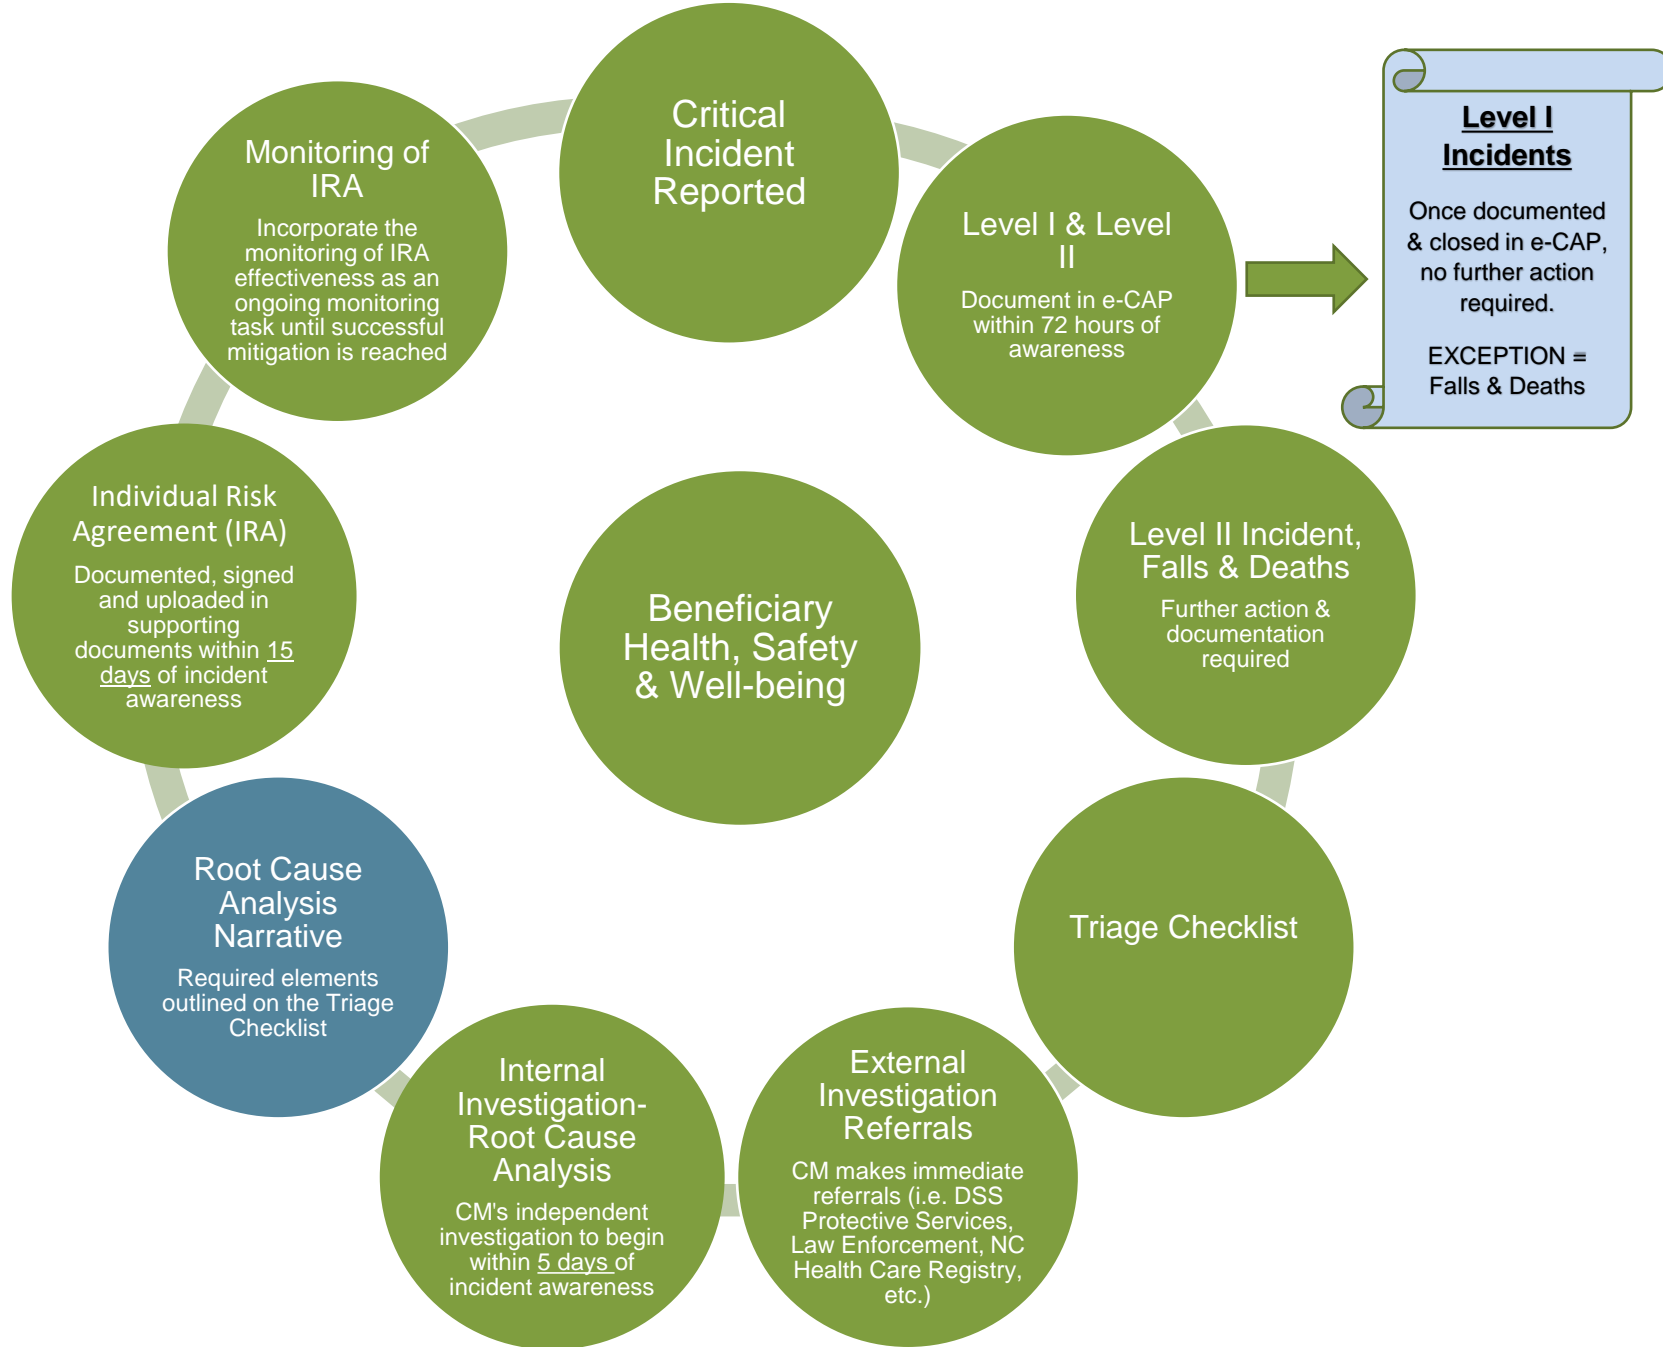 Critical
Incident
Reported
Level I & Level
II
Document in e-CAP
within 72 hours of
awareness
Level I
Incidents
Once documented
& closed in e-CAP,
no further action
required.
EXCEPTION =
Falls & Deaths
Level II Incident,
Falls & Deaths
Further action &
documentation
required
Triage Checklist
External
Investigation
Referrals
CM makes immediate
referrals (i.e. DSS
Protective Services,
Law Enforcement, NC
Health Care Registry,
etc.)
Internal
Investigation-
Root Cause
Analysis
CM's independent
investigation to begin
within 5 days of
incident awareness
Root Cause
Analysis
Narrative
Required elements
outlined on the Triage
Checklist
Individual Risk
Agreement (IRA)
Documented, signed
and uploaded in
supporting
documents within 15
days of incident
awareness
Monitoring of
IRA
Incorporate the
monitoring of IRA
effectiveness as an
ongoing monitoring
task until successful
mitigation is reached
Beneficiary
Health, Safety
& Well-being